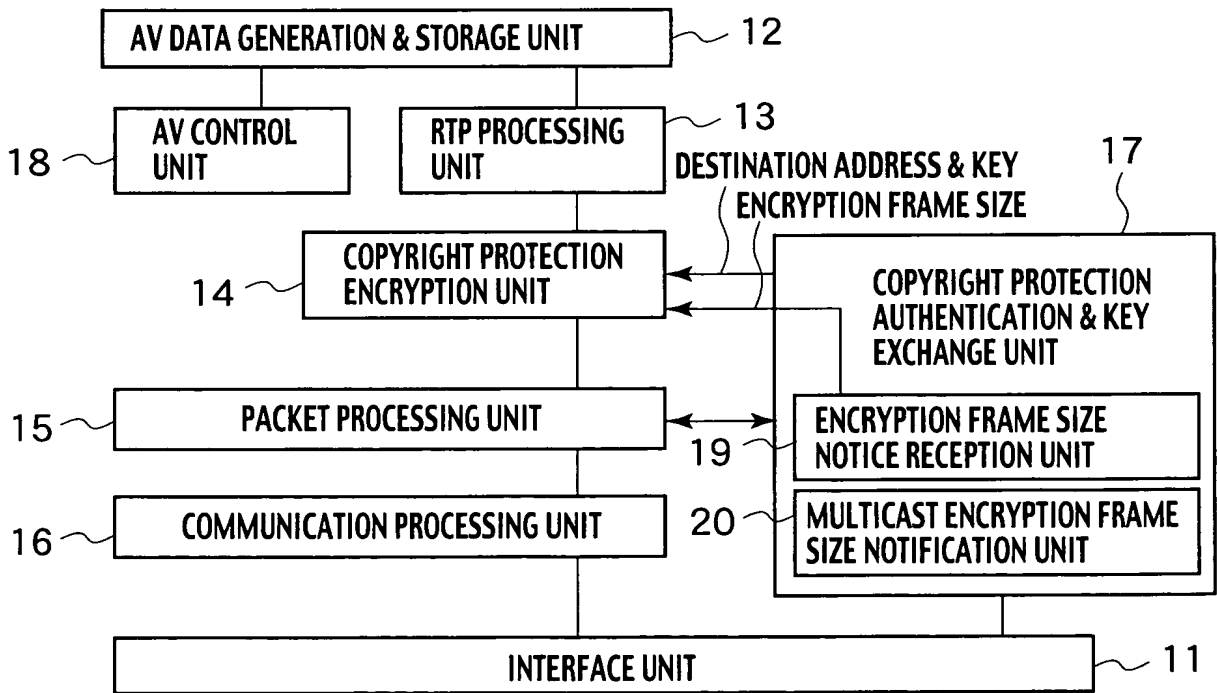 AV DATA GENERATION & STORAGE UNIT
12
AV CONTROL
UNIT
18
RTP PROCESSING
UNIT
13
DESTINATION ADDRESS & KEY
ENCRYPTION FRAME SIZE
17
COPYRIGHT PROTECTION
ENCRYPTION UNIT
14
COPYRIGHT PROTECTION
AUTHENTICATION & KEY
EXCHANGE UNIT
PACKET PROCESSING UNIT
15
ENCRYPTION FRAME SIZE
NOTICE RECEPTION UNIT
19
COMMUNICATION PROCESSING UNIT
16
MULTICAST ENCRYPTION FRAME
SIZE NOTIFICATION UNIT
20
INTERFACE UNIT
11